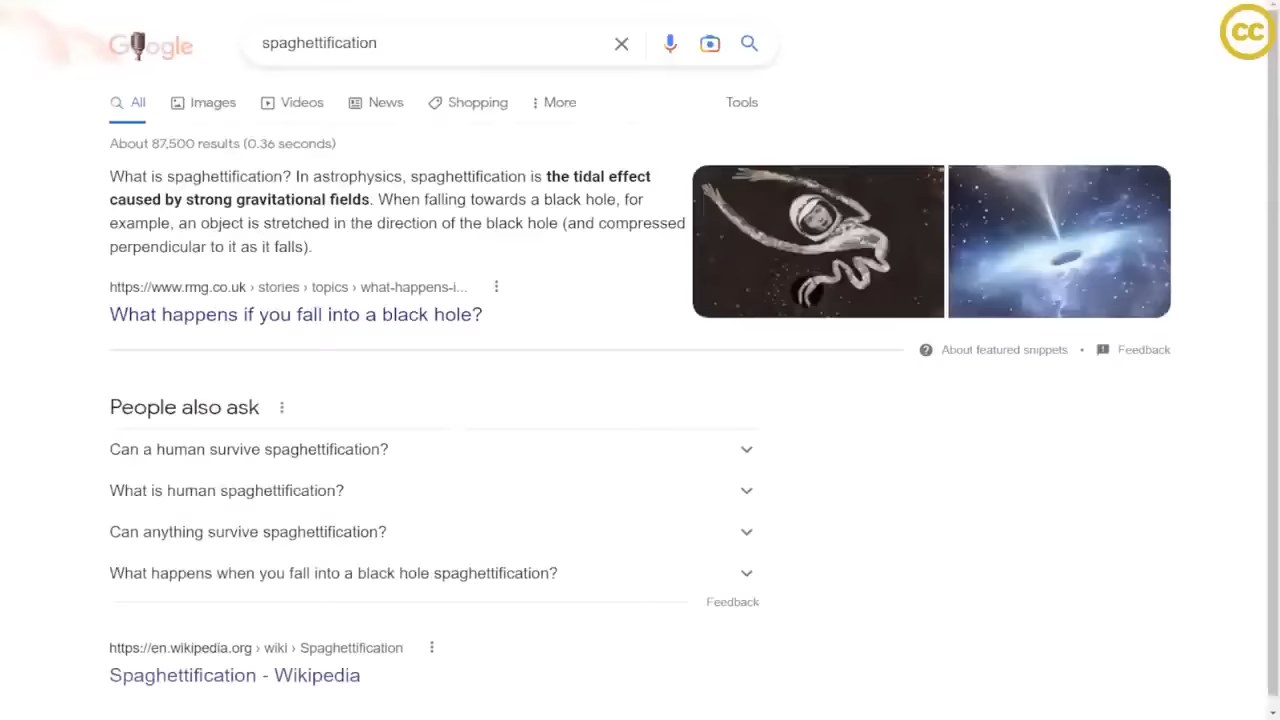 Google
spaghettification
CC
All Images Videos News Shopping More Tools
About 87,500 results (0.36 seconds)
What is spaghettification? In astrophysics, spaghettification is the tidal effect
caused by strong gravitational fields. When falling towards a black hole, for
example, an object is stretched in the direction of the black hole (and compressed
perpendicular to it as it falls).
https://www.rmg.co.uk › stories › topics › what-happens-i...
What happens if you fall into a black hole?
About featured snippets • Feedback
People also ask
Can a human survive spaghettification?
What is human spaghettification?
Can anything survive spaghettification?
What happens when you fall into a black hole spaghettification?
Feedback
https://en.wikipedia.org › wiki › Spaghettification
Spaghettification - Wikipedia